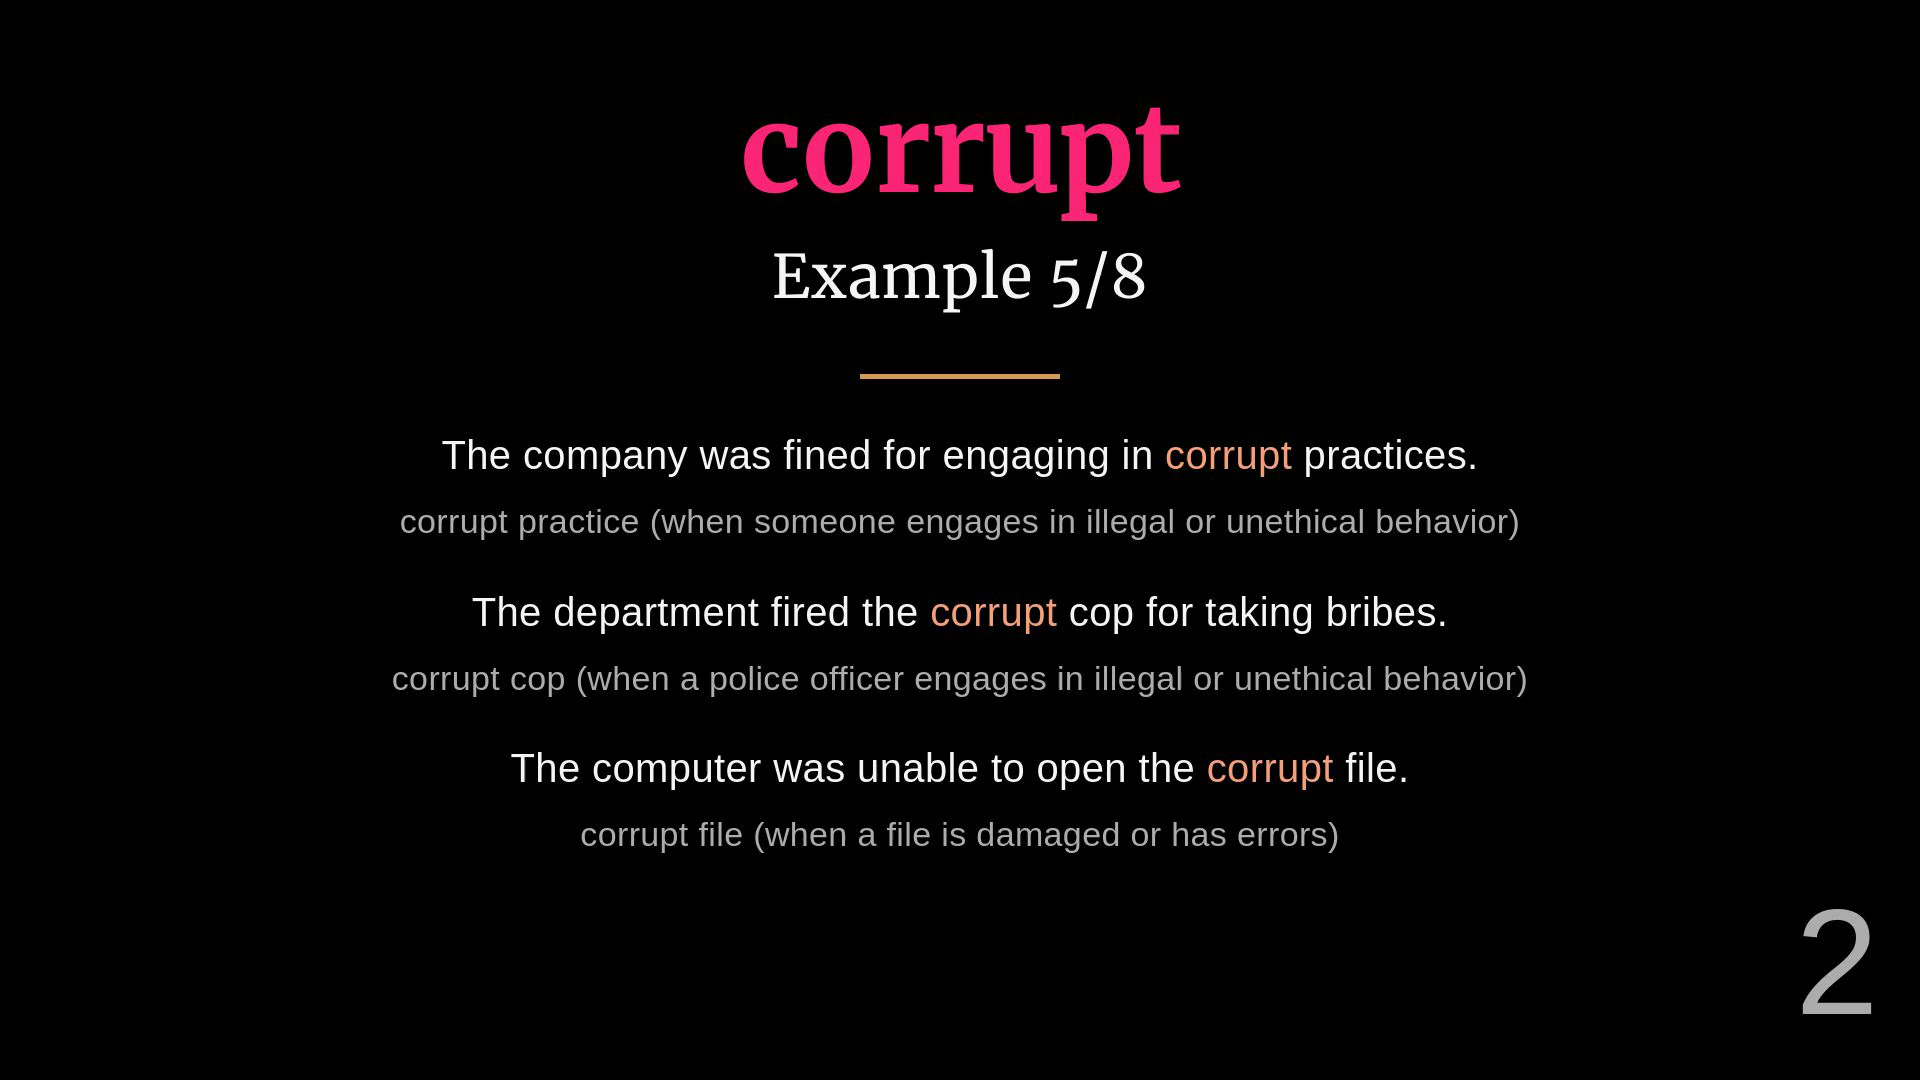 corrupt
Example 5/8
The company was fined for engaging in corrupt practices.
corrupt practice (when someone engages in illegal or unethical behavior)
The department fired the corrupt cop for taking bribes.
corrupt cop (when a police officer engages in illegal or unethical behavior)
The computer was unable to open the corrupt file.
corrupt file (when a file is damaged or has errors)
2